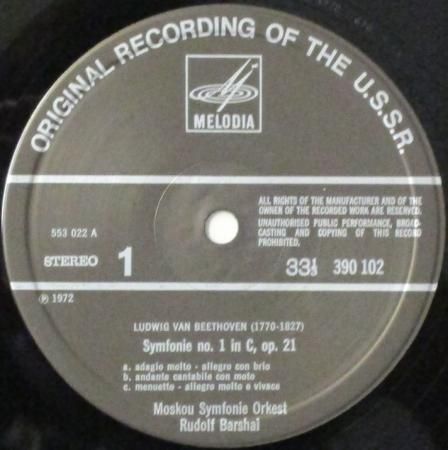 ORIGINAL RECORDING OF THE U.S.S.R.
MELODIA
ALL RIGHTS OF THE MANUFACTURER AND OF THE
OWNER OF THE RECORDED WORK ARE RESERVED.
UNAUTHORISED PUBLIC PERFORMANCE, BROAD-
CASTING AND COPYING OF THIS RECORD
PROHIBITED.
553 022 A
STEREO 1
33⅓ 390 102
℗ 1972
LUDWIG VAN BEETHOVEN (1770-1827)
Symfonie no. 1 in C, op. 21
a. adagio molto - allegro con brio
b. andante cantabile con moto
c. menuetto - allegro molto e vivace
Moskou Symfonie Orkest
Rudolf Barshai